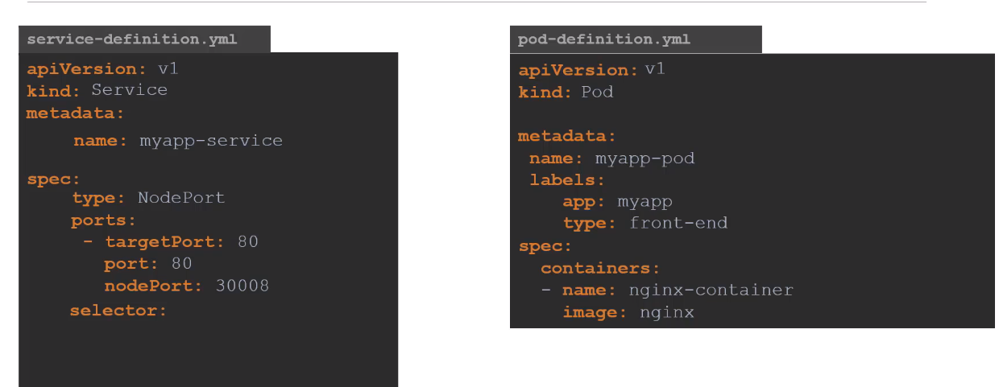 service-definition.yml
apiVersion: v1
kind: Service
metadata:
name: myapp-service
spec:
type: NodePort
ports:
- targetPort: 80
port: 80
nodePort: 30008
selector:
pod-definition.yml
apiVersion: v1
kind: Pod
metadata:
name: myapp-pod
labels:
app: myapp
type: front-end
spec:
containers:
- name: nginx-container
image: nginx